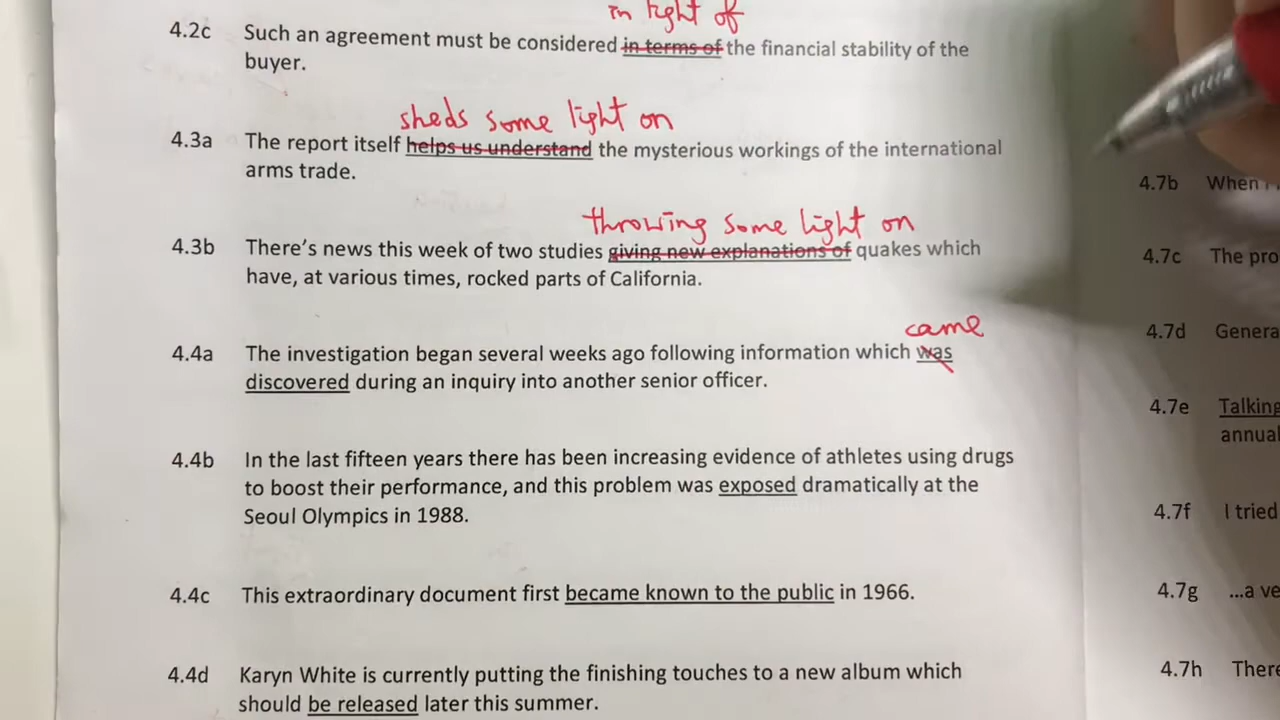 in light of
4.2c Such an agreement must be considered in terms of the financial stability of the
buyer.
sheds some light on
4.3a The report itself helps us understand the mysterious workings of the international
arms trade.
throwing some light on
4.3b There's news this week of two studies giving new explanations of quakes which
have, at various times, rocked parts of California.
came
4.4a The investigation began several weeks ago following information which was
discovered during an inquiry into another senior officer.
4.4b In the last fifteen years there has been increasing evidence of athletes using drugs
to boost their performance, and this problem was exposed dramatically at the
Seoul Olympics in 1988.
4.4c This extraordinary document first became known to the public in 1966.
4.4d Karyn White is currently putting the finishing touches to a new album which
should be released later this summer.
4.7b When
4.7c The pro
4.7d Genera
4.7e Talking
annual
4.7f I tried
4.7g ...a ve
4.7h There